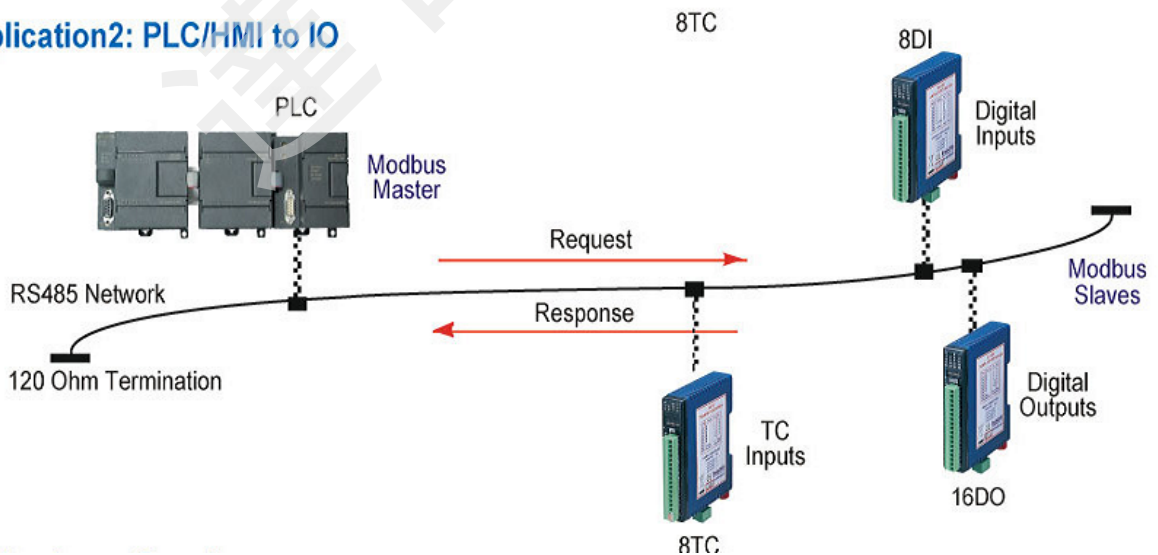 plication2: PLC/HMI to IO
8TC
8DI
PLC
Digital
Inputs
Modbus
Master
Request
Modbus
Slaves
RS485 Network
Response
120 Ohm Termination
Digital
Outputs
TC
Inputs
16DO
8TC